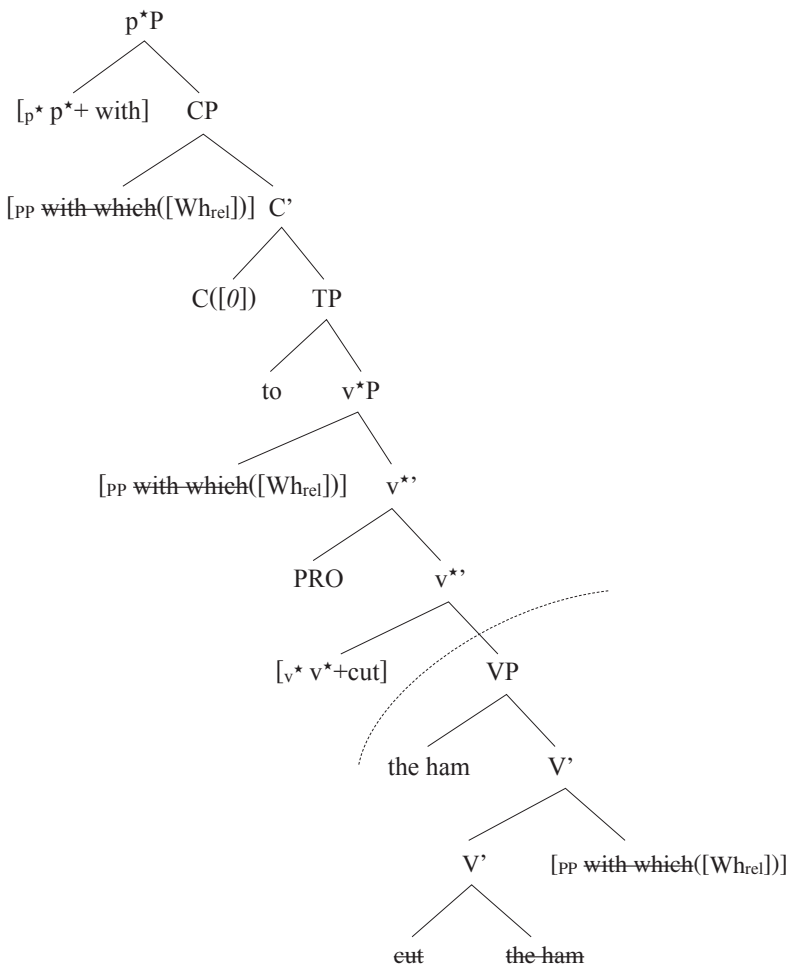 p★P
[p★ p★+ with] CP
[PP with which([Whrel])] C’
C([0]) TP
to v★P
[PP with which([Whrel])] v★’
PRO v★’
[v★ v★+cut] VP
the ham V’
V’ [PP with which([Whrel])]
cut the ham